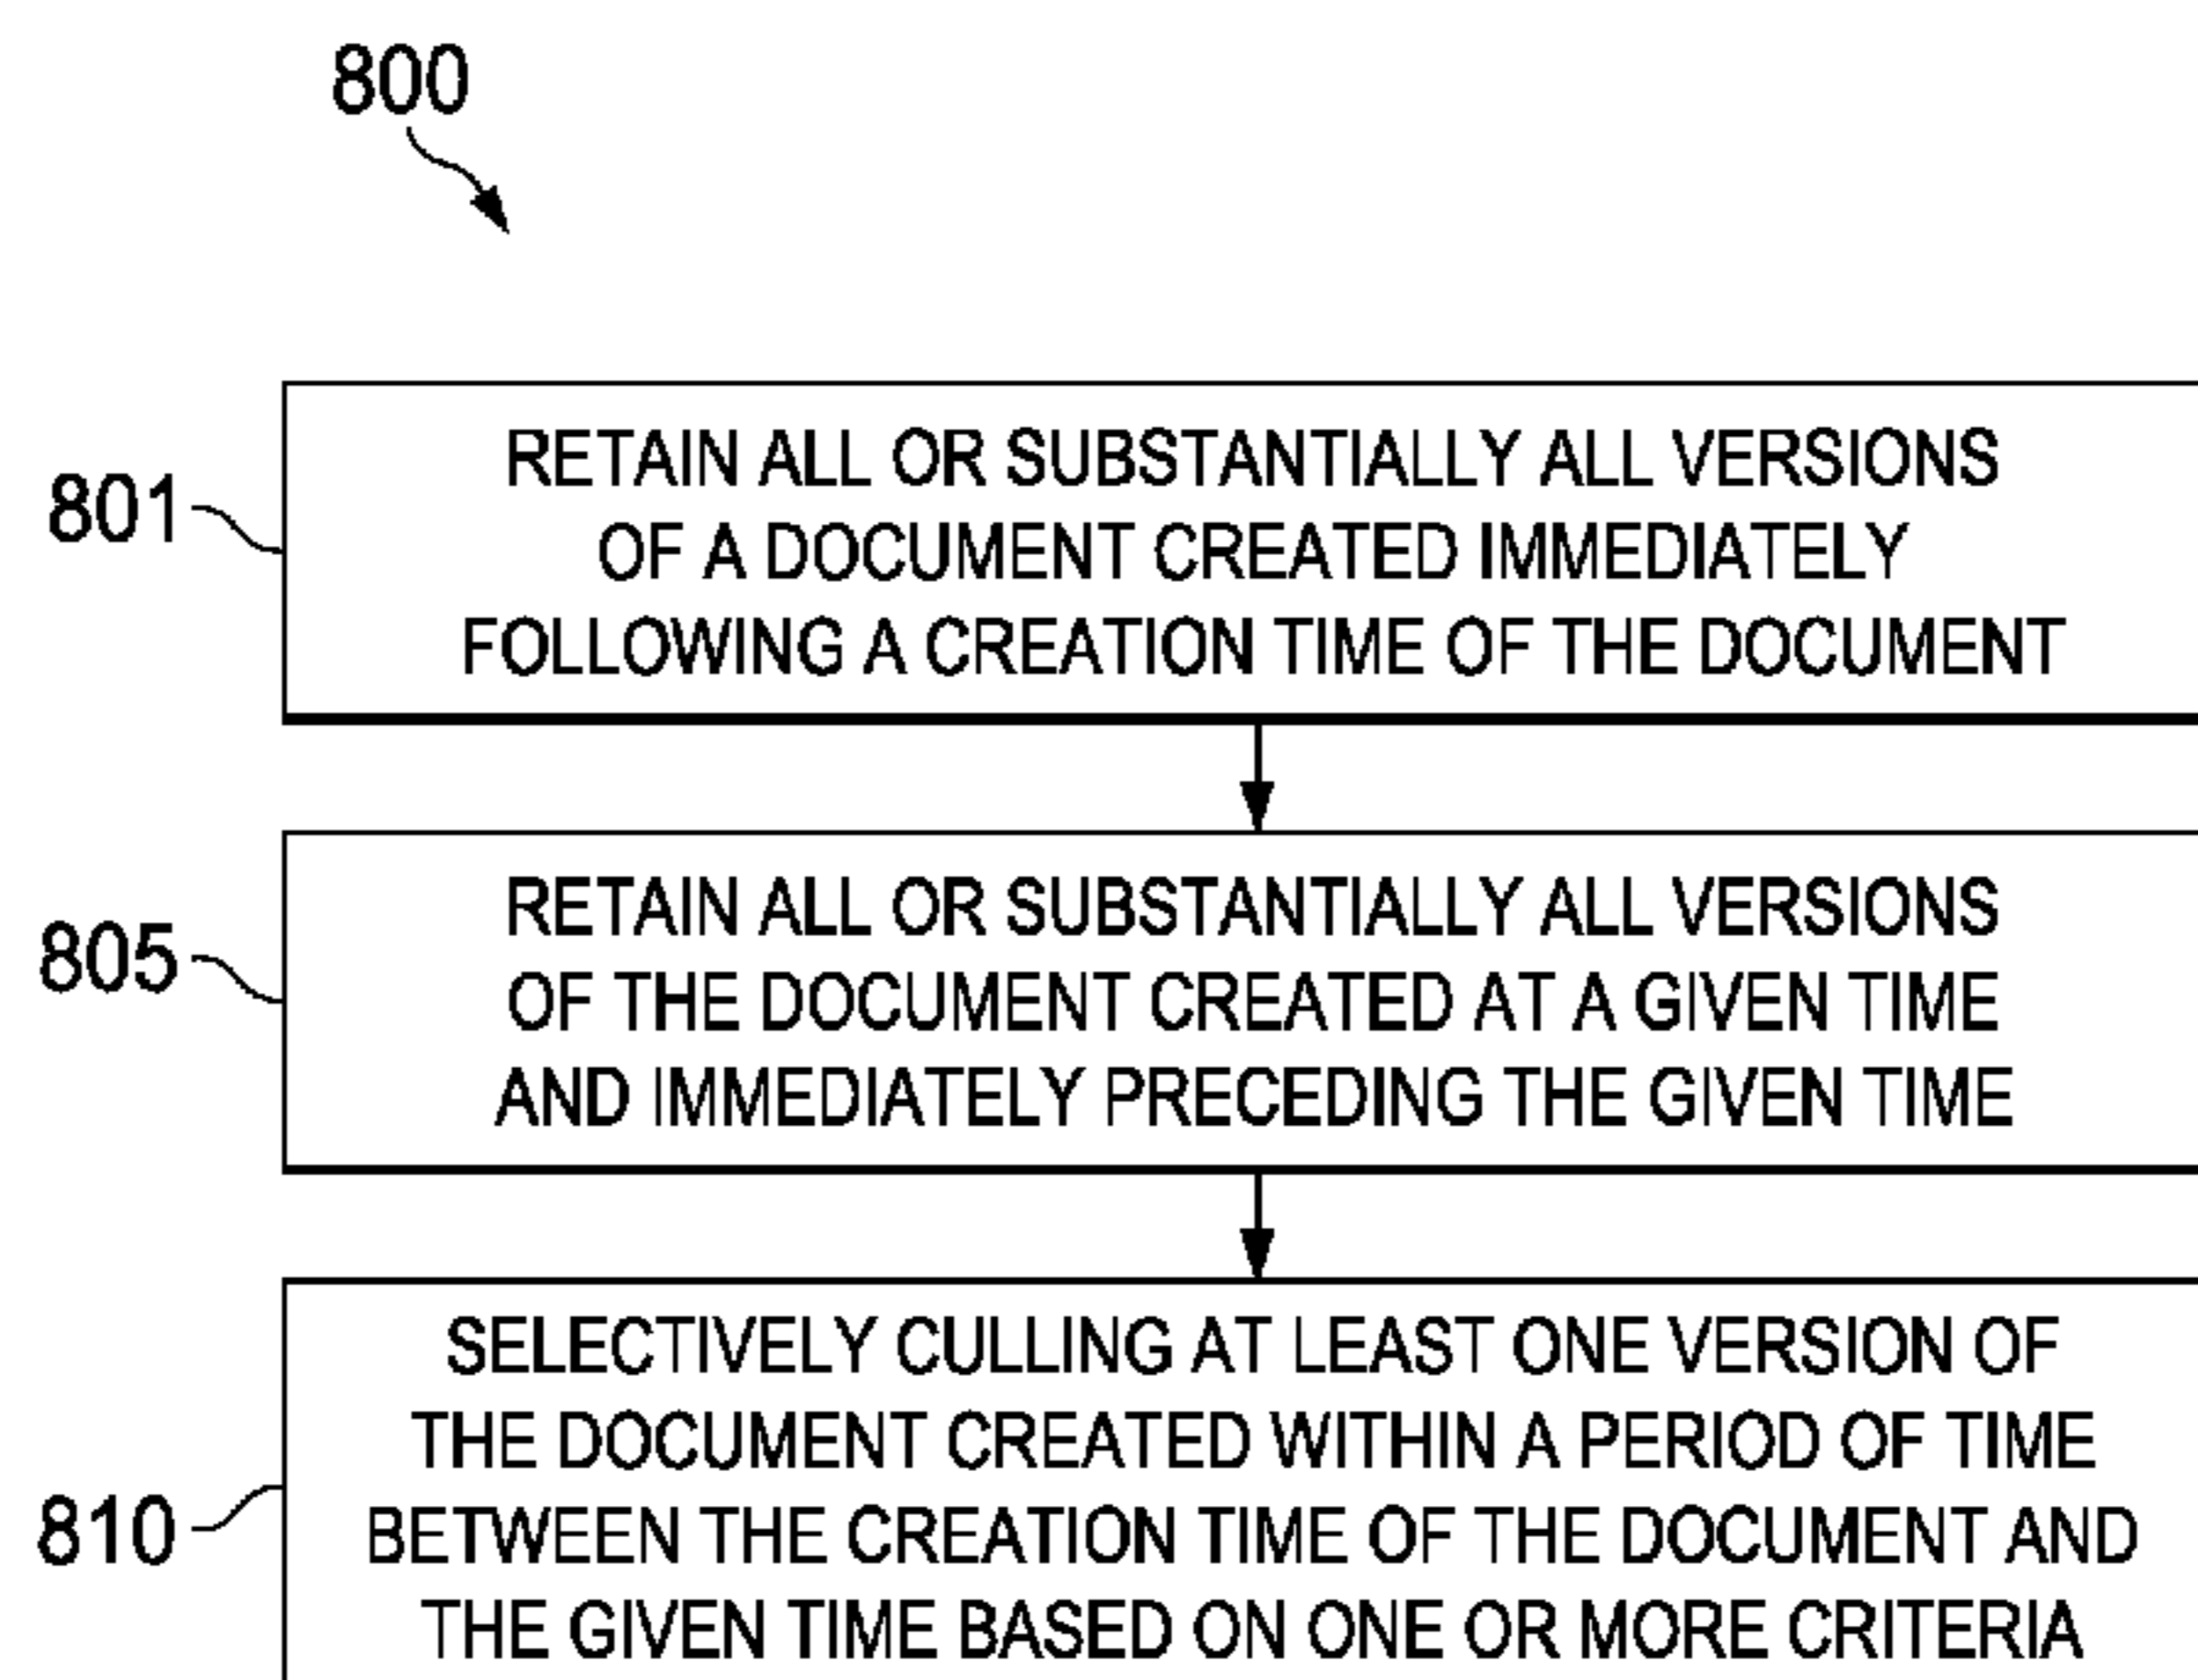 800
801
RETAIN ALL OR SUBSTANTIALLY ALL VERSIONS
OF A DOCUMENT CREATED IMMEDIATELY
FOLLOWING A CREATION TIME OF THE DOCUMENT
805
RETAIN ALL OR SUBSTANTIALLY ALL VERSIONS
OF THE DOCUMENT CREATED AT A GIVEN TIME
AND IMMEDIATELY PRECEDING THE GIVEN TIME
810
SELECTIVELY CULLING AT LEAST ONE VERSION OF
THE DOCUMENT CREATED WITHIN A PERIOD OF TIME
BETWEEN THE CREATION TIME OF THE DOCUMENT AND
THE GIVEN TIME BASED ON ONE OR MORE CRITERIA